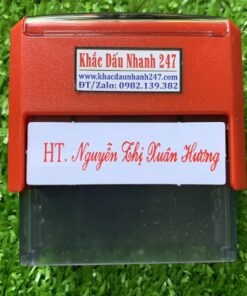 Khắc Dấu Nhanh 247
www.khacdaunhanh247.com
ĐT/Zalo: 0982.139.382
HT. Nguyễn Thị Xuân Hương